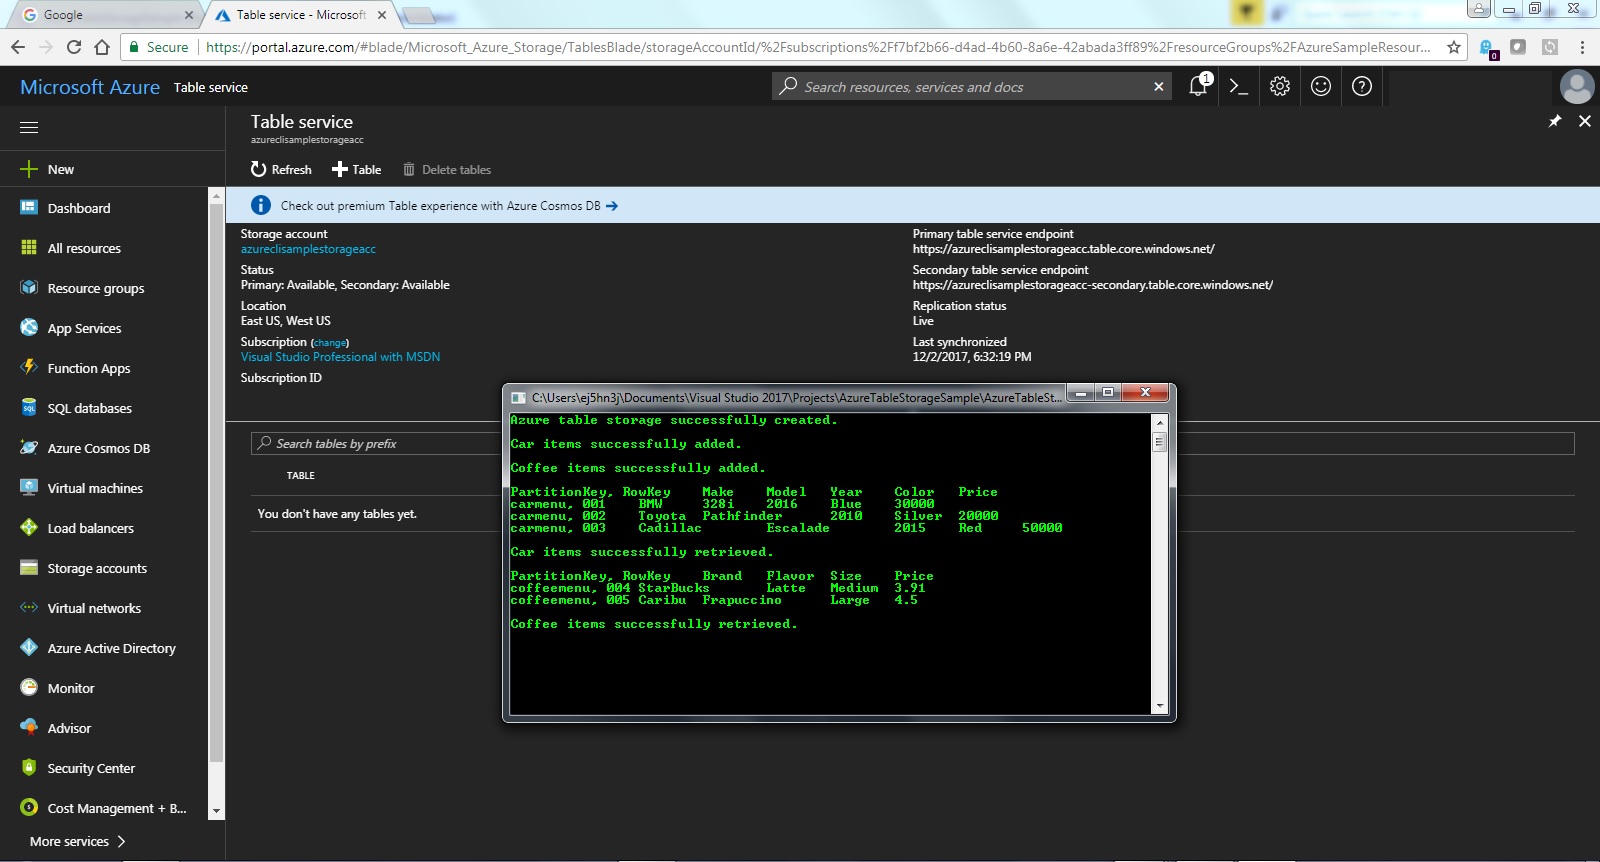 Google
Table service - Microsoft
Secure
https://portal.azure.com/#blade/Microsoft_Azure_Storage/TablesBlade/storageAccountId/%2Fsubscriptions%2Ff7bf2b66-d4ad-4b60-8a6e-42abada3ff89%2FresourceGroups%2FAzureSampleResour...
0
Microsoft Azure
Table service
Search resources, services and docs
1
Table service
azureclisamplestorageacc
Refresh
Table
Delete tables
New
Dashboard
All resources
Resource groups
App Services
Function Apps
SQL databases
Azure Cosmos DB
Virtual machines
Load balancers
Storage accounts
Virtual networks
Azure Active Directory
Monitor
Advisor
Security Center
Cost Management + B...
More services
Check out premium Table experience with Azure Cosmos DB
Storage account
azureclisamplestorageacc
Status
Primary: Available, Secondary: Available
Location
East US, West US
Subscription (change)
Visual Studio Professional with MSDN
Subscription ID
Primary table service endpoint
https://azureclisamplestorageacc.table.core.windows.net/
Secondary table service endpoint
https://azureclisamplestorageacc-secondary.table.core.windows.net/
Replication status
Live
Last synchronized
12/2/2017, 6:32:19 PM
Search tables by prefix
TABLE
You don't have any tables yet.
C:\Users\ej5hn3j\Documents\Visual Studio 2017\Projects\AzureTableStorageSample\AzureTableSt...
Azure table storage successfully created.
Car items successfully added.
Coffee items successfully added.
PartitionKey, RowKey Make Model Year Color Price
carmenu, 001 BMW 328i 2016 Blue 30000
carmenu, 002 Toyota Pathfinder 2010 Silver 20000
carmenu, 003 Cadillac Escalade 2015 Red 50000
Car items successfully retrieved.
PartitionKey, RowKey Brand Flavor Size Price
coffeemenu, 004 StarBucks Latte Medium 3.91
coffeemenu, 005 Caribu Frapuccino Large 4.5
Coffee items successfully retrieved.